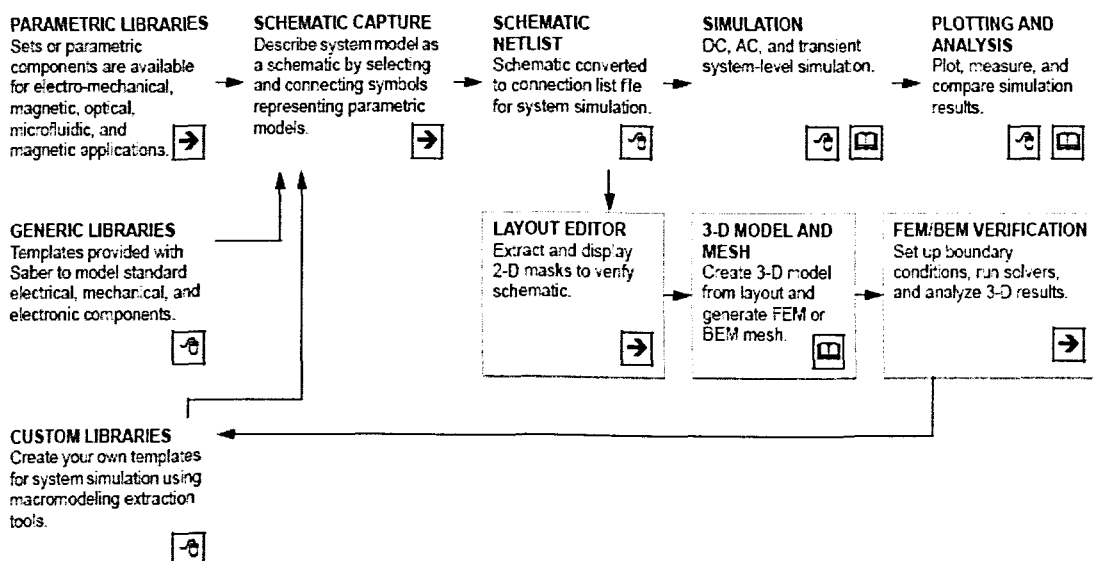 PARAMETRIC LIBRARIES
Sets or parametric
components are available
for electro-mechanical,
magnetic, optical,
microfluidic, and
magnetic applications.
SCHEMATIC CAPTURE
Describe system model as
a schematic by selecting
and connecting symbols
representing parametric
models.
SCHEMATIC
NETLIST
Schematic converted
to connection list file
for system simulation.
SIMULATION
DC, AC, and transient
system-level simulation.
PLOTTING AND
ANALYSIS
Plot, measure, and
compare simulation
results.
GENERIC LIBRARIES
Templates provided with
Saber to model standard
electrical, mechanical, and
electronic components.
LAYOUT EDITOR
Extract and display
2-D masks to verify
schematic.
3-D MODEL AND
MESH
Create 3-D model
from layout and
generate FEM or
BEM mesh.
FEM/BEM VERIFICATION
Set up boundary
conditions, run solvers,
and analyze 3-D results.
CUSTOM LIBRARIES
Create your own templates
for system simulation using
macromodeling extraction
tools.